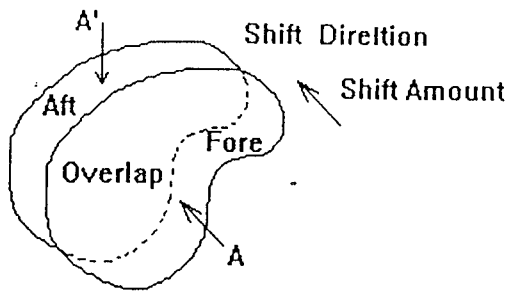 A'
Shift Direltion
Shift Amount
Aft
Fore
Overlap
A